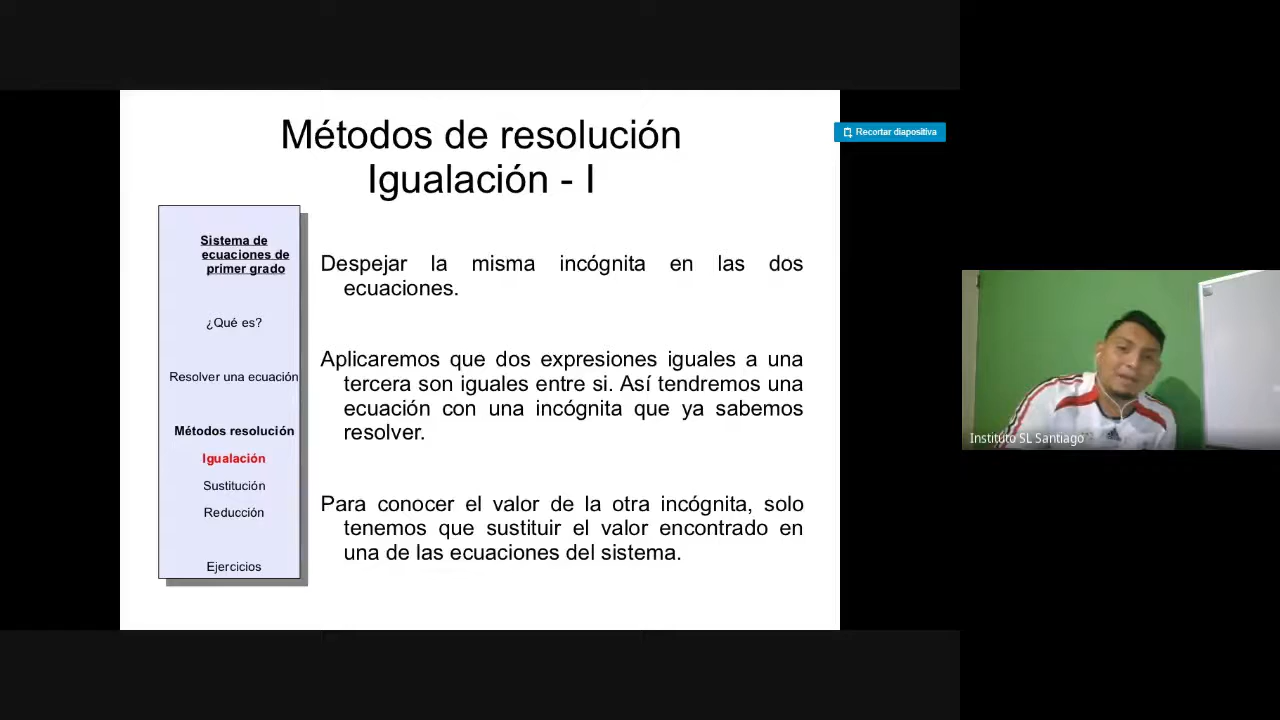 Métodos de resolución
Igualación - I
Recortar diapositiva
Sistema de
ecuaciones de
primer grado
¿Qué es?
Resolver una ecuación
Métodos resolución
Igualación
Sustitución
Reducción
Ejercicios
Despejar la misma incógnita en las dos
ecuaciones.
Aplicaremos que dos expresiones iguales a una
tercera son iguales entre si. Así tendremos una
ecuación con una incógnita que ya sabemos
resolver.
Para conocer el valor de la otra incógnita, solo
tenemos que sustituir el valor encontrado en
una de las ecuaciones del sistema.
Instituto SL Santiago